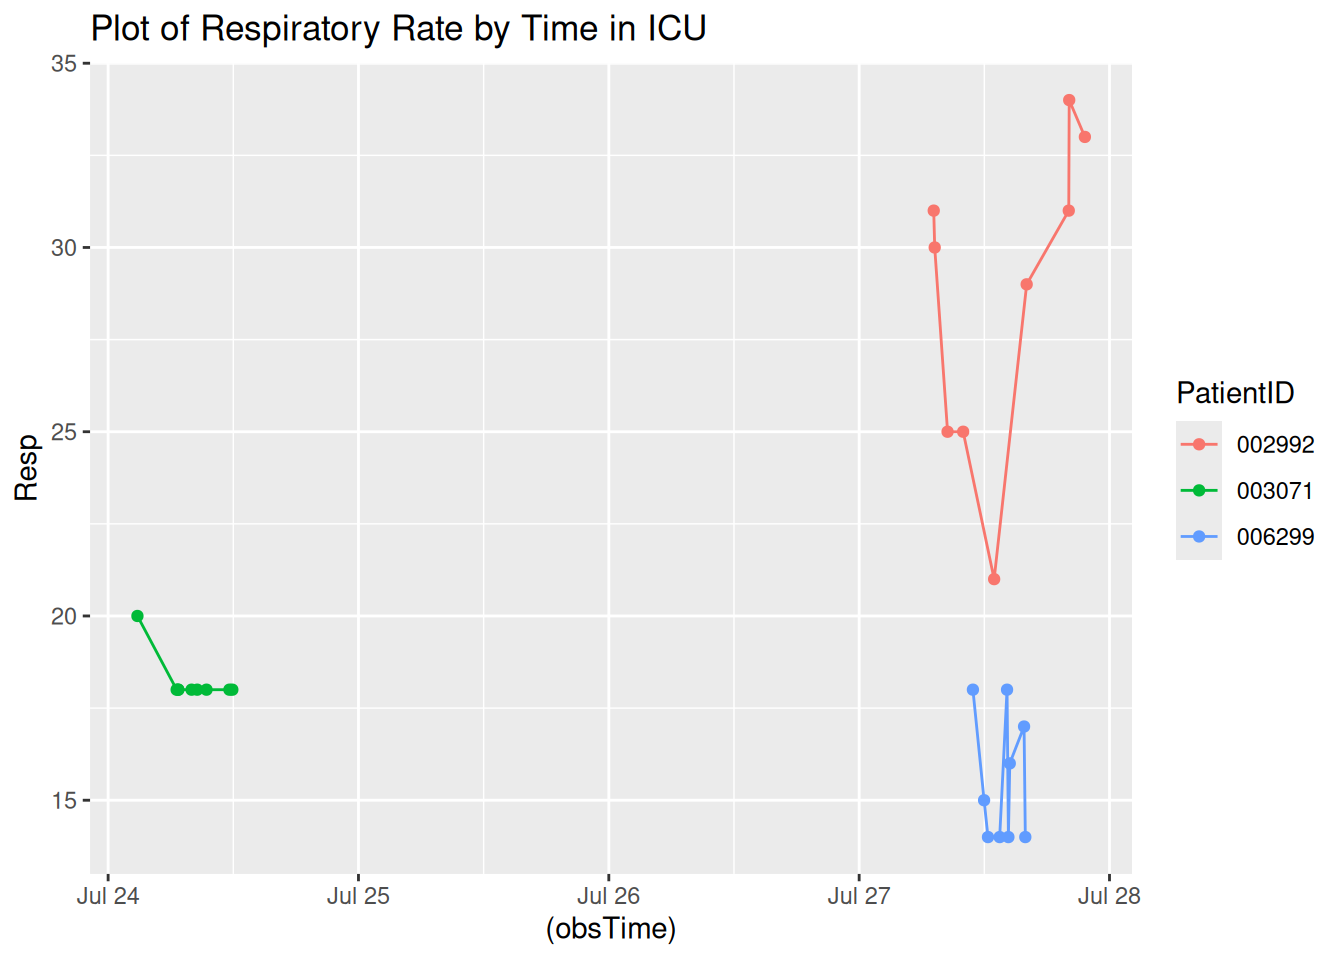 Plot of Respiratory Rate by Time in ICU
35
30
25
20
15
Resp
Jul 24
Jul 25
Jul 26
Jul 27
Jul 28
(obsTime)
PatientID
002992
003071
006299